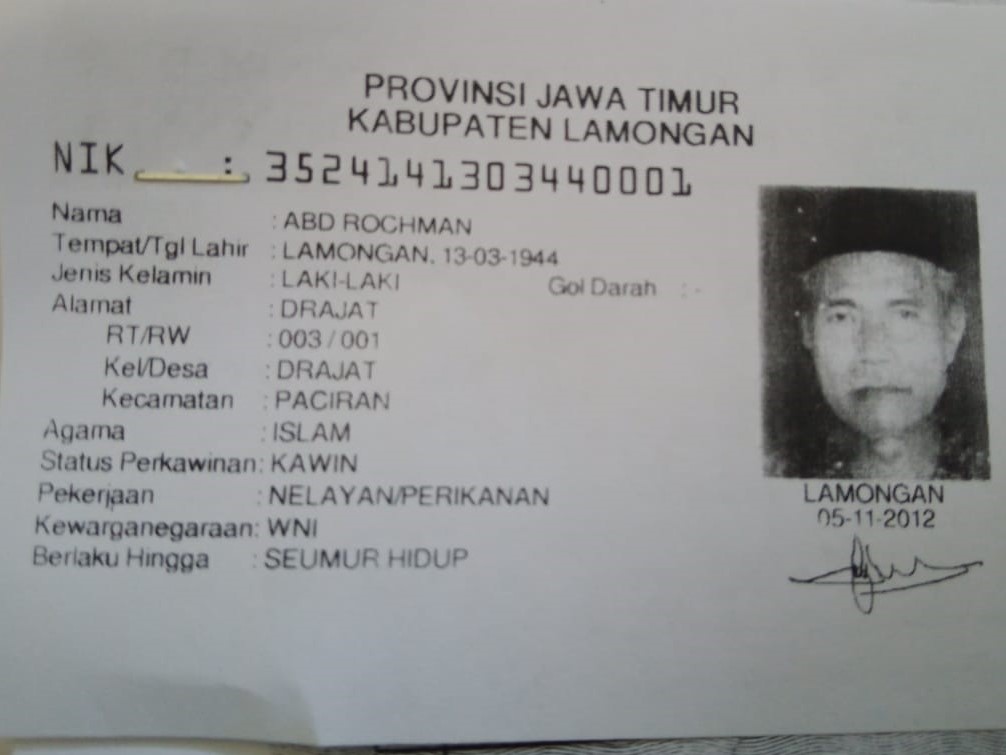 PROVINSI JAWA TIMUR
KABUPATEN LAMONGAN
NIK : 3524141303440001
Nama : ABD ROCHMAN
Tempat/Tgl Lahir : LAMONGAN, 13-03-1944
Jenis Kelamin : LAKI-LAKI Gol Darah : -
Alamat : DRAJAT
RT/RW : 003 / 001
Kel/Desa : DRAJAT
Kecamatan : PACIRAN
Agama : ISLAM
Status Perkawinan: KAWIN
Pekerjaan : NELAYAN/PERIKANAN
Kewarganegaraan: WNI
Berlaku Hingga : SEUMUR HIDUP
LAMONGAN
05-11-2012